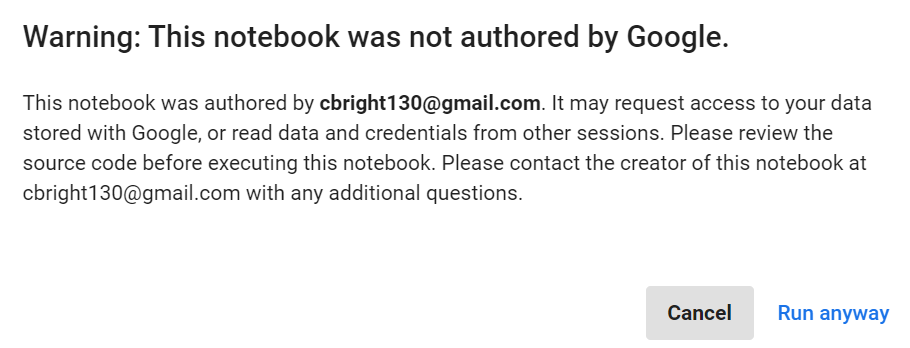 Warning: This notebook was not authored by Google.
This notebook was authored by cbright130@gmail.com. It may request access to your data
stored with Google, or read data and credentials from other sessions. Please review the
source code before executing this notebook. Please contact the creator of this notebook at
cbright130@gmail.com with any additional questions.
Cancel Run anyway